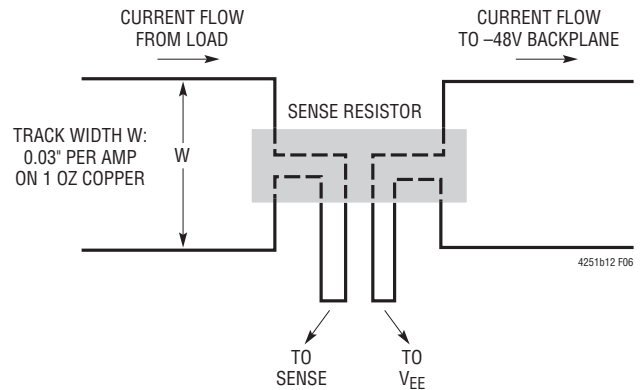 CURRENT FLOW
FROM LOAD
CURRENT FLOW
TO –48V BACKPLANE
SENSE RESISTOR
TRACK WIDTH W:
0.03" PER AMP
ON 1 OZ COPPER
W
4251b12 F06
TO
SENSE
TO
VEE